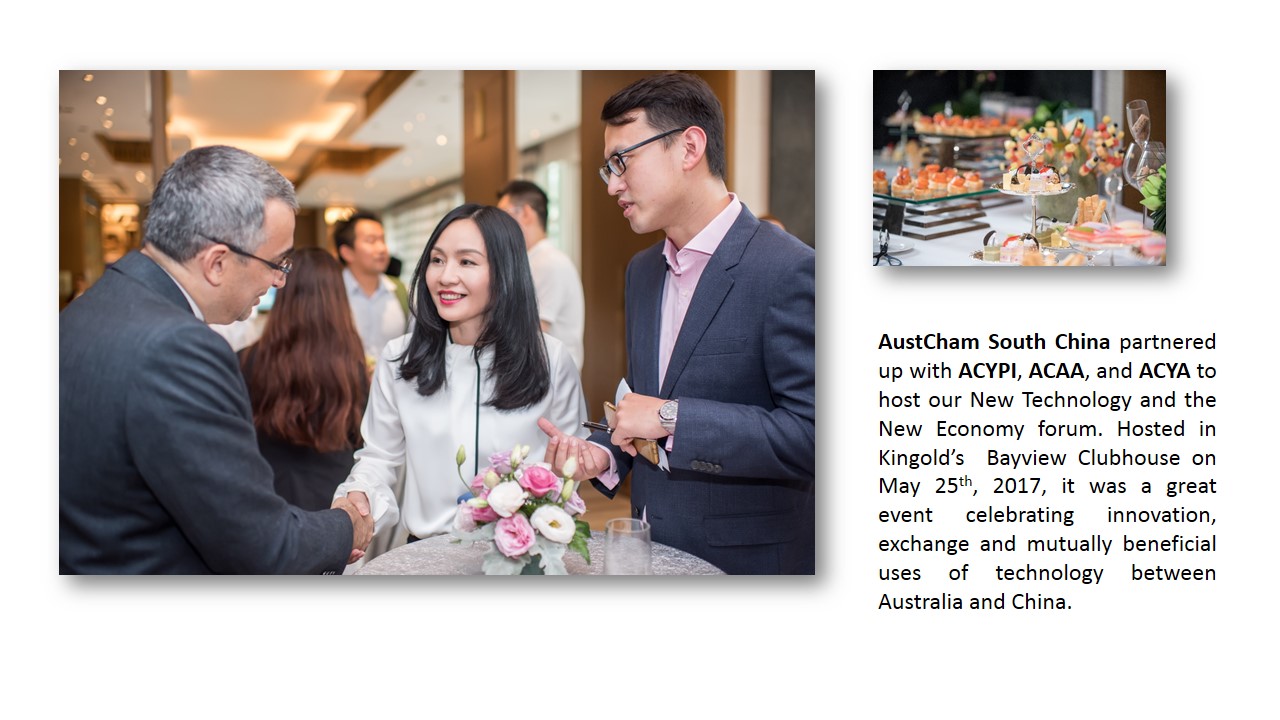 AustCham South China partnered
up with ACYPI, ACAA, and ACYA to
host our New Technology and the
New Economy forum. Hosted in
Kingold’s Bayview Clubhouse on
May 25th, 2017, it was a great
event celebrating innovation,
exchange and mutually beneficial
uses of technology between
Australia and China.